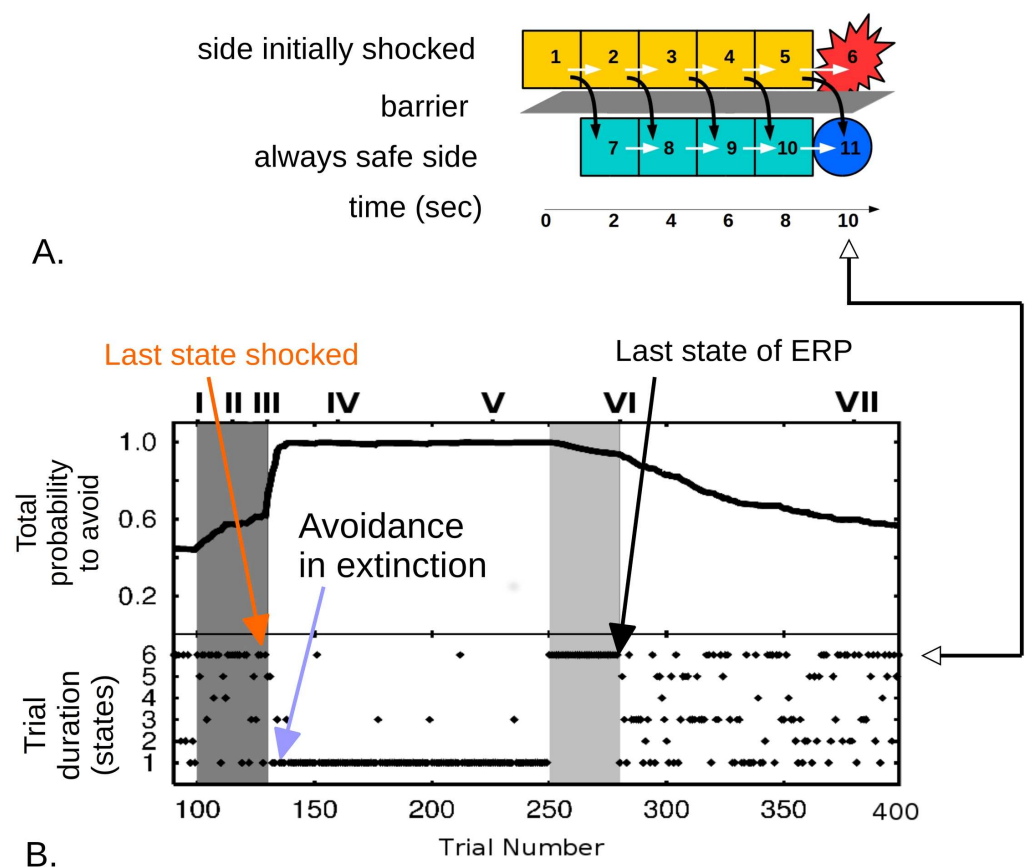 side initially shocked
1 2 3 4 5 6
barrier
always safe side
7 8 9 10 11
time (sec)
0 2 4 6 8 10
A.
Last state shocked
Last state of ERP
I II III IV V VI VII
Total
probability
to avoid
1.0
0.6
0.2
Avoidance
in extinction
Trial
duration
(states)
6
5
4
3
2
1
100 150 200 250 300 350 400
Trial Number
B.